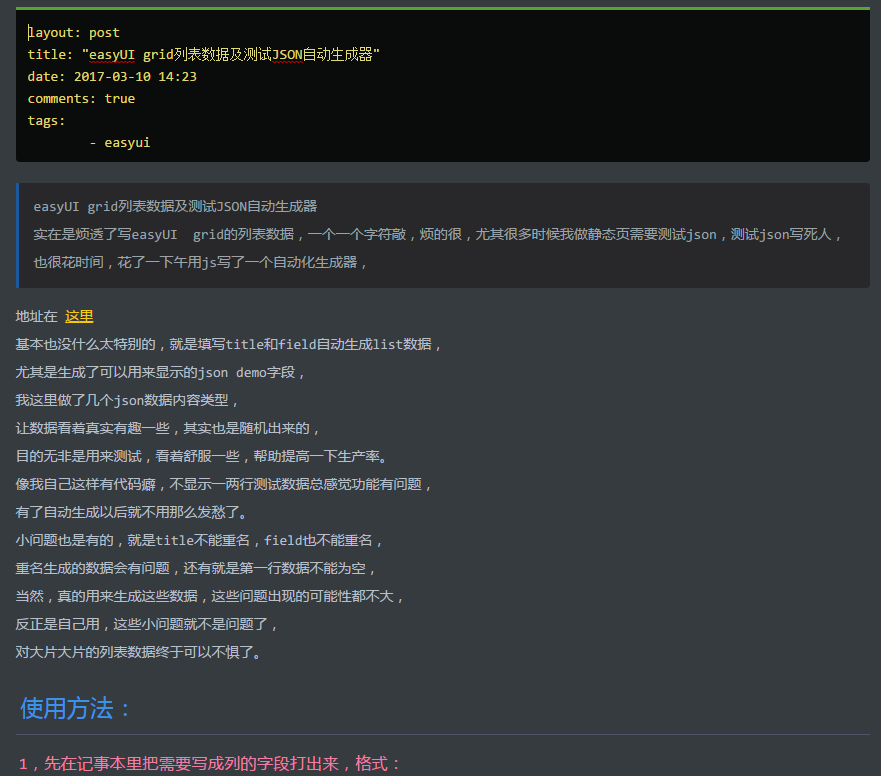 layout: post
title: "easyUI grid列表数据及测试JSON自动生成器"
date: 2017-03-10 14:23
comments: true
tags:
- easyui
easyUI grid列表数据及测试JSON自动生成器
实在是烦透了写easyUI  grid的列表数据，一个一个字符敲，烦的很，尤其很多时候我做静态页需要测试json，测试json写死人，
也很花时间，花了一下午用js写了一个自动化生成器，
地址在 这里
基本也没什么太特别的，就是填写title和field自动生成list数据，
尤其是生成了可以用来显示的json demo字段，
我这里做了几个json数据内容类型，
让数据看着真实有趣一些，其实也是随机出来的，
目的无非是用来测试，看着舒服一些，帮助提高一下生产率。
像我自己这样有代码癖，不显示一两行测试数据总感觉功能有问题，
有了自动生成以后就不用那么发愁了。
小问题也是有的，就是title不能重名，field也不能重名，
重名生成的数据会有问题，还有就是第一行数据不能为空，
当然，真的用来生成这些数据，这些问题出现的可能性都不大，
反正是自己用，这些小问题就不是问题了，
对大片大片的列表数据终于可以不惧了。
使用方法：
1，先在记事本里把需要写成列的字段打出来，格式：